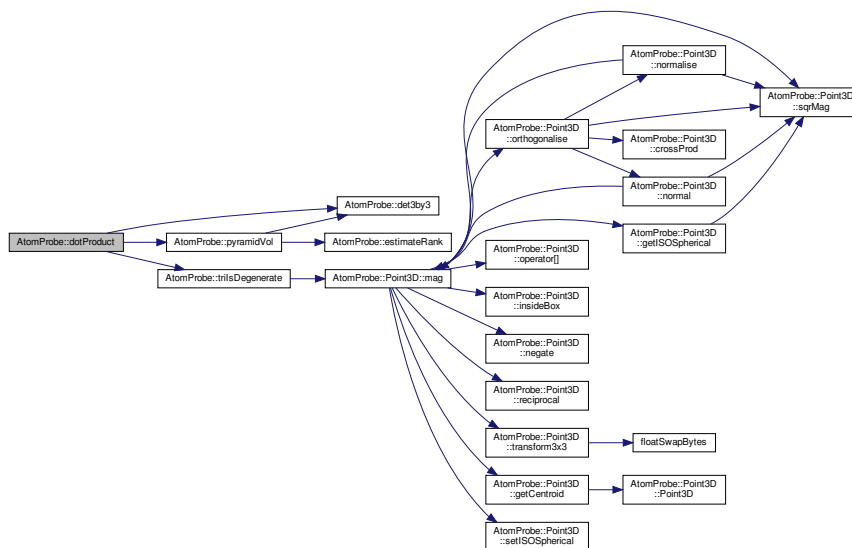 AtomProbe::dotProduct
AtomProbe::det3by3
AtomProbe::pyramidVol
AtomProbe::estimateRank
AtomProbe::triIsDegenerate
AtomProbe::Point3D::mag
AtomProbe::Point3D
::orthogonalise
AtomProbe::Point3D
::normalise
AtomProbe::Point3D
::sqrMag
AtomProbe::Point3D
::crossProd
AtomProbe::Point3D
::normal
AtomProbe::Point3D
::getISOSpherical
AtomProbe::Point3D
::operator[]
AtomProbe::Point3D
::insideBox
AtomProbe::Point3D
::negate
AtomProbe::Point3D
::reciprocal
AtomProbe::Point3D
::transform3x3
floatSwapBytes
AtomProbe::Point3D
::getCentroid
AtomProbe::Point3D
::Point3D
AtomProbe::Point3D
::setISOSpherical